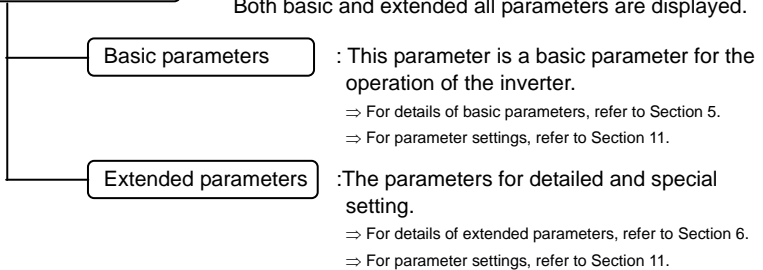 Both basic and extended all parameters are displayed.
Basic parameters : This parameter is a basic parameter for the
operation of the inverter.
⇒ For details of basic parameters, refer to Section 5.
⇒ For parameter settings, refer to Section 11.
Extended parameters :The parameters for detailed and special
setting.
⇒ For details of extended parameters, refer to Section 6.
⇒ For parameter settings, refer to Section 11.